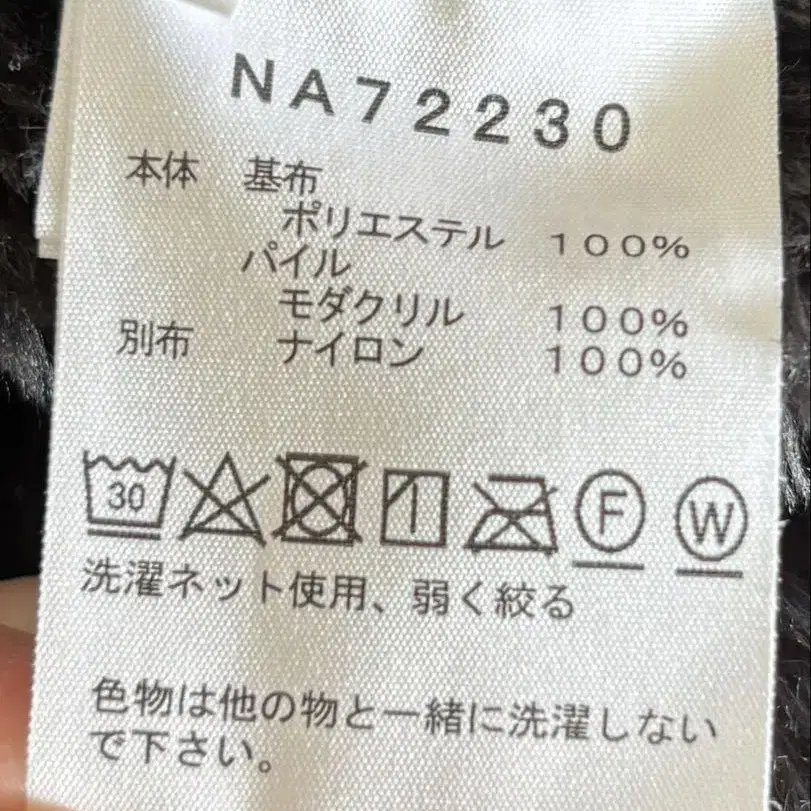 NA72230
本体 基布
ポリエステル 100%
パイル
モダクリル 100%
別布 ナイロン 100%
30 F W
洗濯ネット使用、弱く絞る
色物は他の物と一緒に洗濯しない
で下さい。